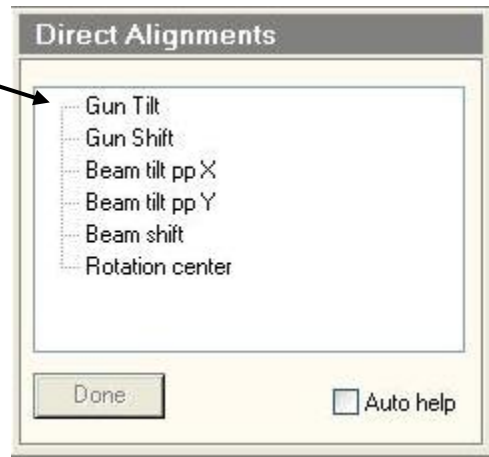 Direct Alignments
Gun Tilt
Gun Shift
Beam tilt pp X
Beam tilt pp Y
Beam shift
Rotation center
Done
Auto help